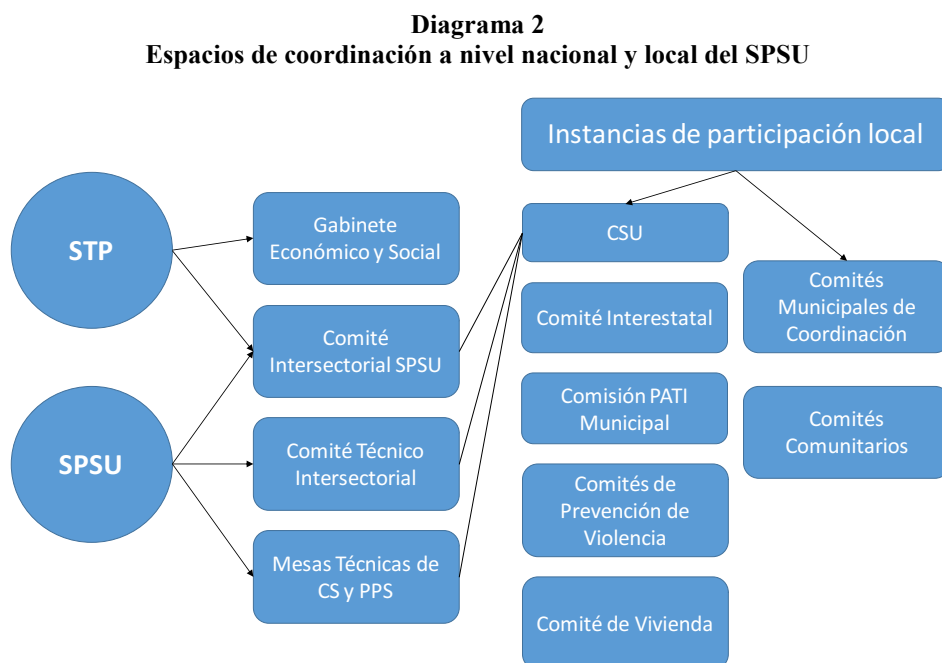 Diagrama 2
Espacios de coordinación a nivel nacional y local del SPSU
Instancias de participación local
STP
SPSU
Gabinete
Económico y Social
Comité
Intersectorial SPSU
Comité Técnico
Intersectorial
Mesas Técnicas de
CS y PPS
CSU
Comité Interestatal
Comisión PATI
Municipal
Comités de
Prevención de
Violencia
Comité de Vivienda
Comités
Municipales de
Coordinación
Comités
Comunitarios